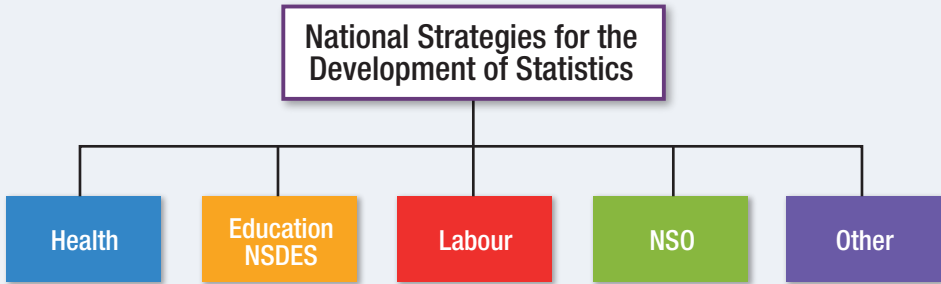 National Strategies for the
Development of Statistics
Health
Education
NSDES
Labour
NSO
Other